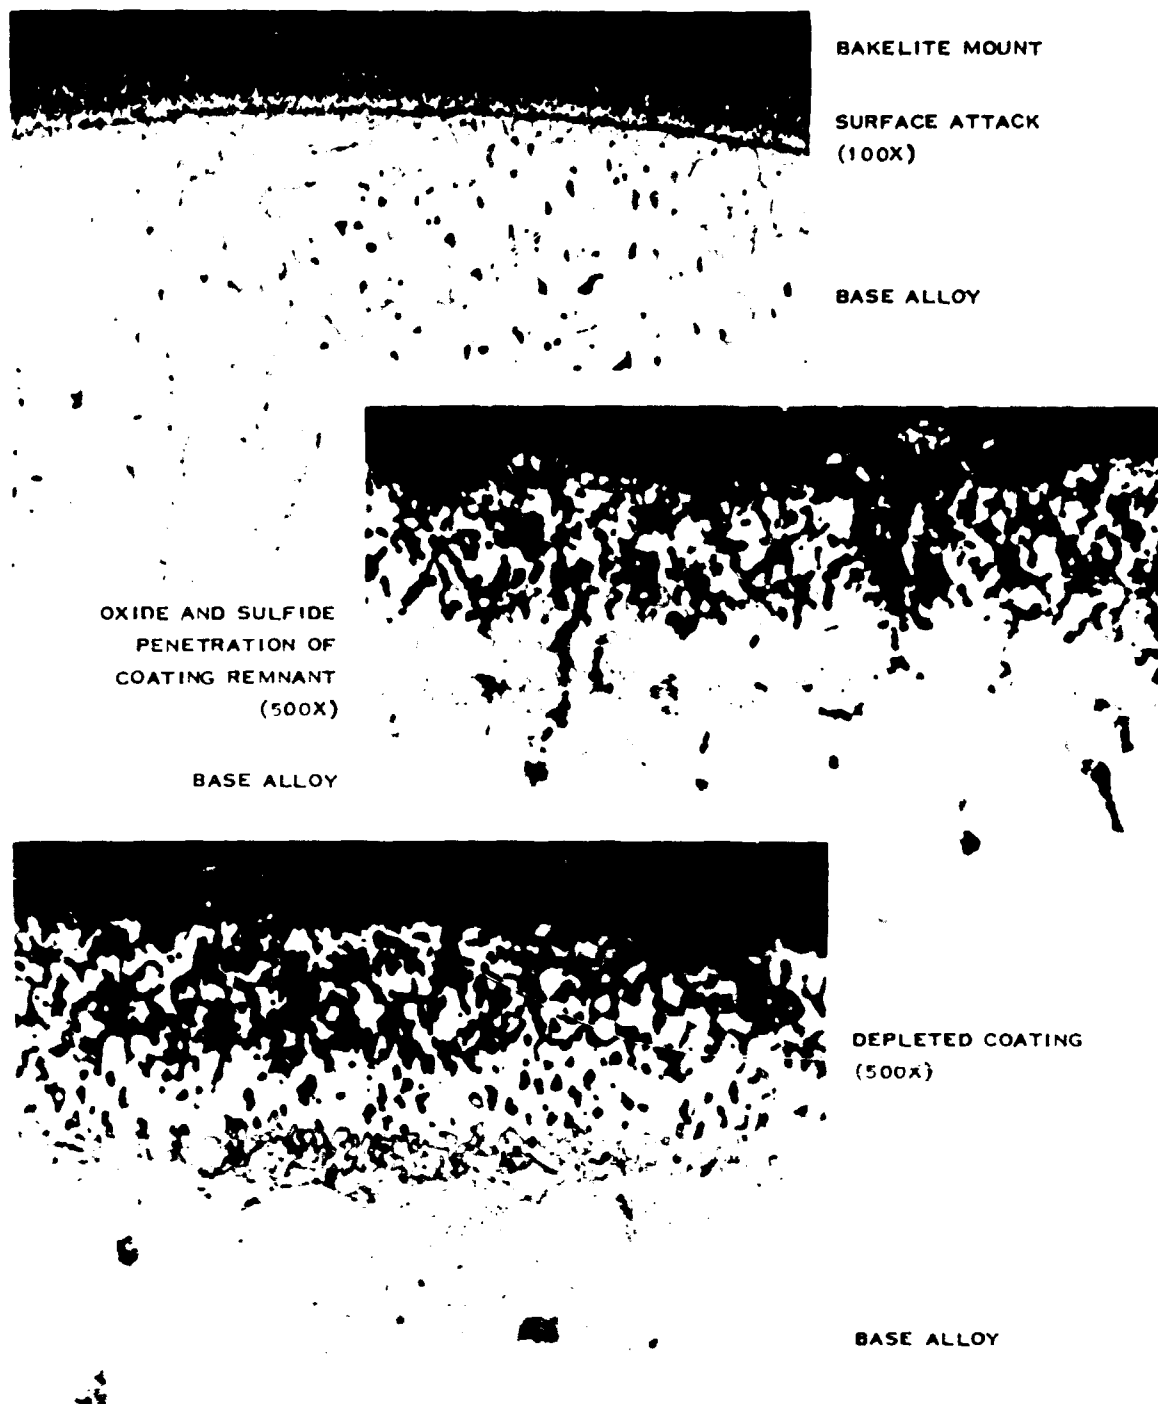 BAKELITE MOUNT
SURFACE ATTACK
(100X)
BASE ALLOY
OXIDE AND SULFIDE
PENETRATION OF
COATING REMNANT
(500X)
BASE ALLOY
DEPLETED COATING
(500X)
BASE ALLOY